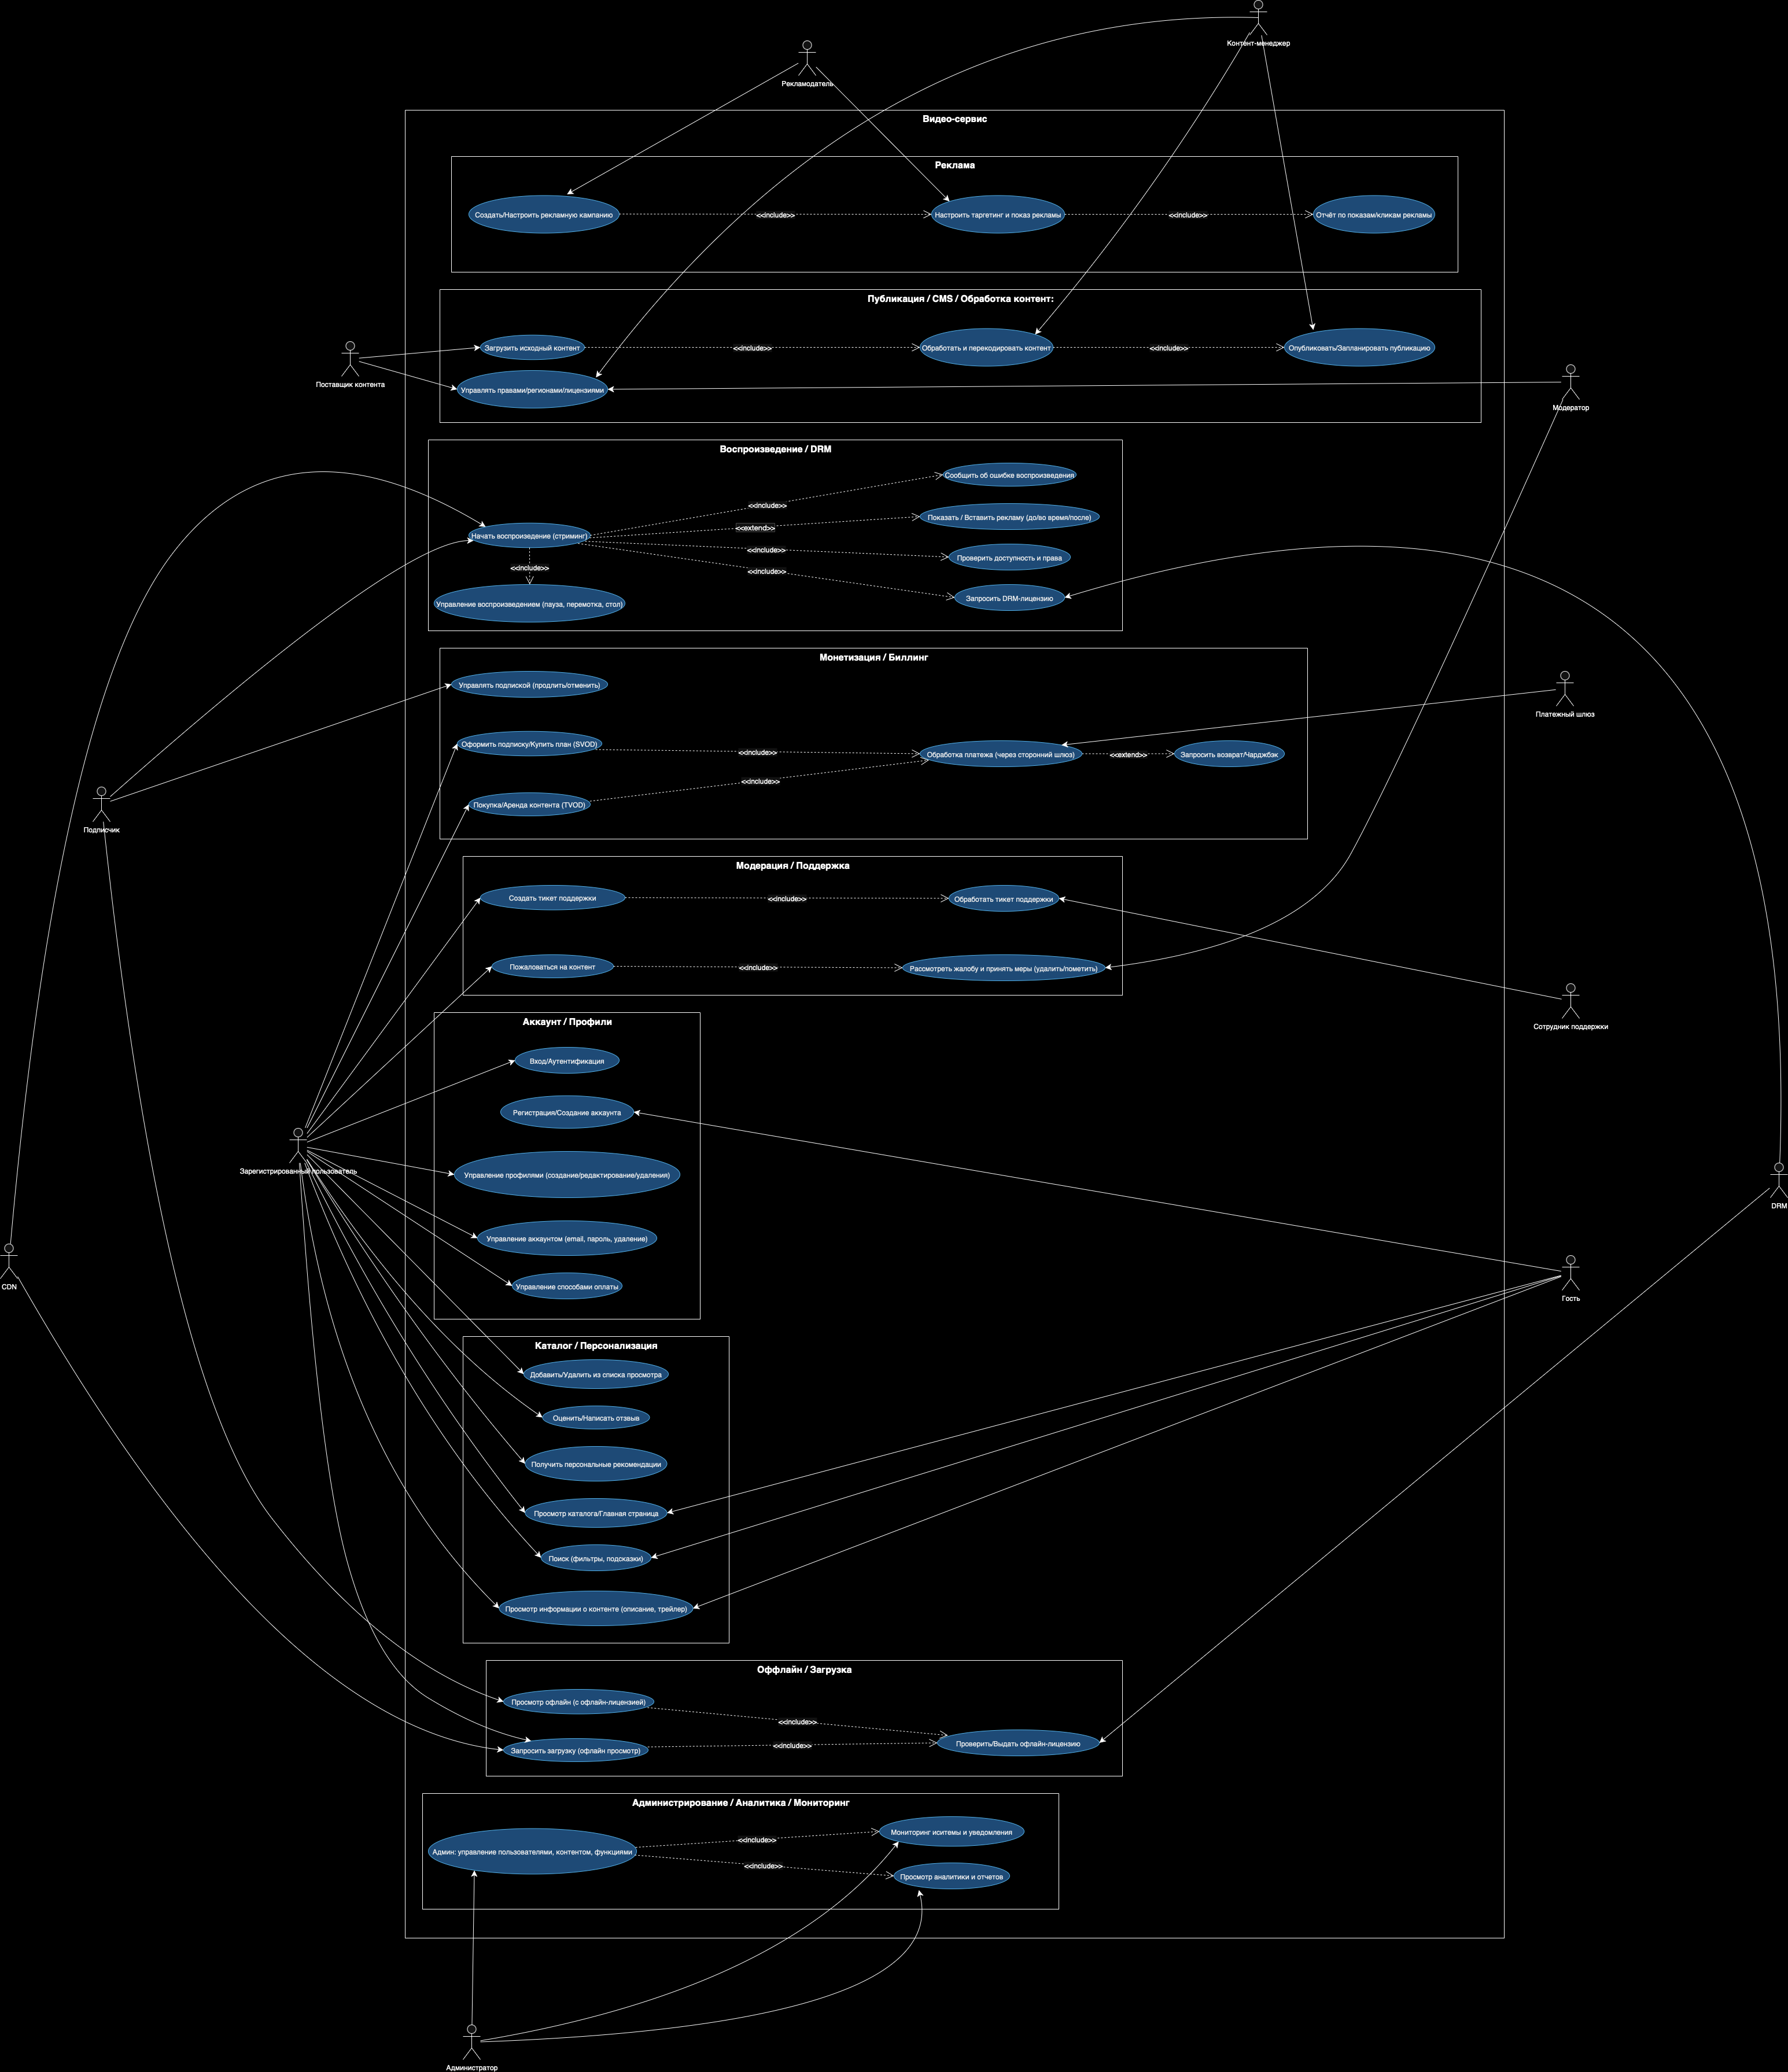 Контент-менеджер
Рекламодатель
Видео-сервис
Реклама
Создать/Настроить рекламную кампанию
<<include>>
Настроить таргетинг и показ рекламы
<<include>>
Отчёт по показам/кликам рекламы
Публикация / CMS / Обработка контент:
Загрузить исходный контент
<<include>>
Обработать и перекодировать контент
<<include>>
Опубликовать/Запланировать публикацию
Поставщик контента
Управлять правами/регионами/лицензиями
Модератор
Воспроизведение / DRM
Сообщить об ошибке воспроизведения
<<include>>
Показать / Вставить рекламу (до/во время/после)
<<extend>>
Начать воспроизведение (стриминг)
<<include>>
Проверить доступность и права
<<include>>
<<include>>
Запросить DRM-лицензию
Управление воспроизведением (пауза, перемотка, стоп)
Монетизация / Биллинг
Управлять подпиской (продлить/отменить)
Платежный шлюз
Оформить подписку/Купить план (SVOD)
<<include>>
Обработка платежа (через сторонний шлюз)
<<extend>>
Запросить возврат/Чарджбэк
<<include>>
Покупка/Аренда контента (TVOD)
Подписчик
Модерация / Поддержка
Создать тикет поддержки
<<include>>
Обработать тикет поддержки
Пожаловаться на контент
<<include>>
Рассмотреть жалобу и принять меры (удалить/пометить)
Аккаунт / Профили
Сотрудник поддержки
Вход/Аутентификация
Регистрация/Создание аккаунта
Зарегистрированный пользователь
Управление профилями (создание/редактирование/удаления)
DRM
Управление аккаунтом (email, пароль, удаление)
CDN
Управление способами оплаты
Гость
Каталог / Персонализация
Добавить/Удалить из списка просмотра
Оценить/Написать отзыв
Получить персональные рекомендации
Просмотр каталога/Главная страница
Поиск (фильтры, подсказки)
Просмотр информации о контенте (описание, трейлер)
Оффлайн / Загрузка
Просмотр офлайн (с офлайн-лицензией)
<<include>>
Проверить/Выдать офлайн-лицензию
<<include>>
Запросить загрузку (офлайн просмотр)
Администрирование / Аналитика / Мониторинг
Мониторинг иситемы и уведомления
<<include>>
Админ: управление пользователями, контентом, функциями
<<include>>
Просмотр аналитики и отчетов
Администратор